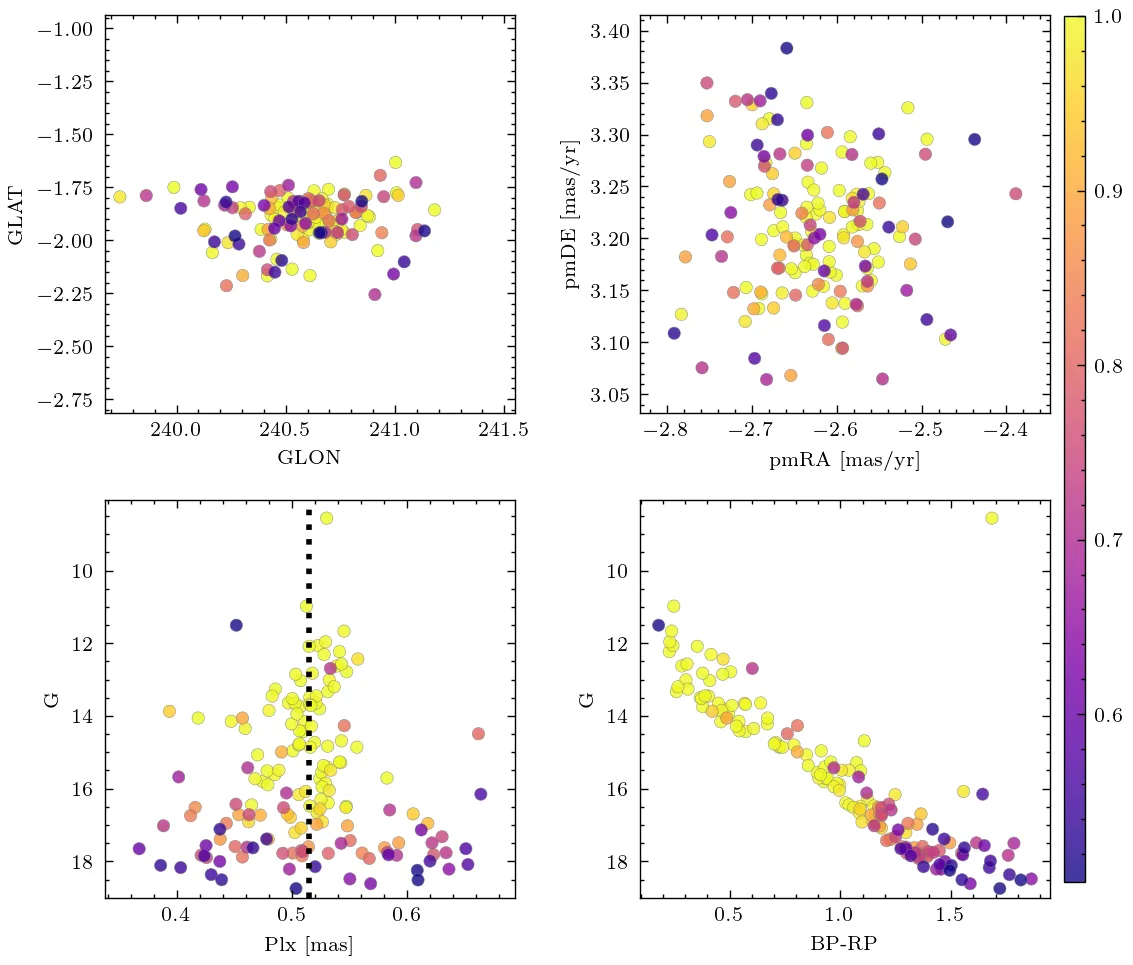 −1.00
−1.25
−1.50
−1.75
−2.00
−2.25
−2.50
−2.75
GLAT
240.0 240.5 241.0 241.5
GLON
3.40
3.35
3.30
3.25
3.20
3.15
3.10
3.05
pmDE [mas/yr]
−2.8 −2.7 −2.6 −2.5 −2.4
pmRA [mas/yr]
1.0
0.9
0.8
0.7
0.6
10
12
14
16
18
G
0.4 0.5 0.6
Plx [mas]
10
12
14
16
18
G
0.5 1.0 1.5
BP-RP